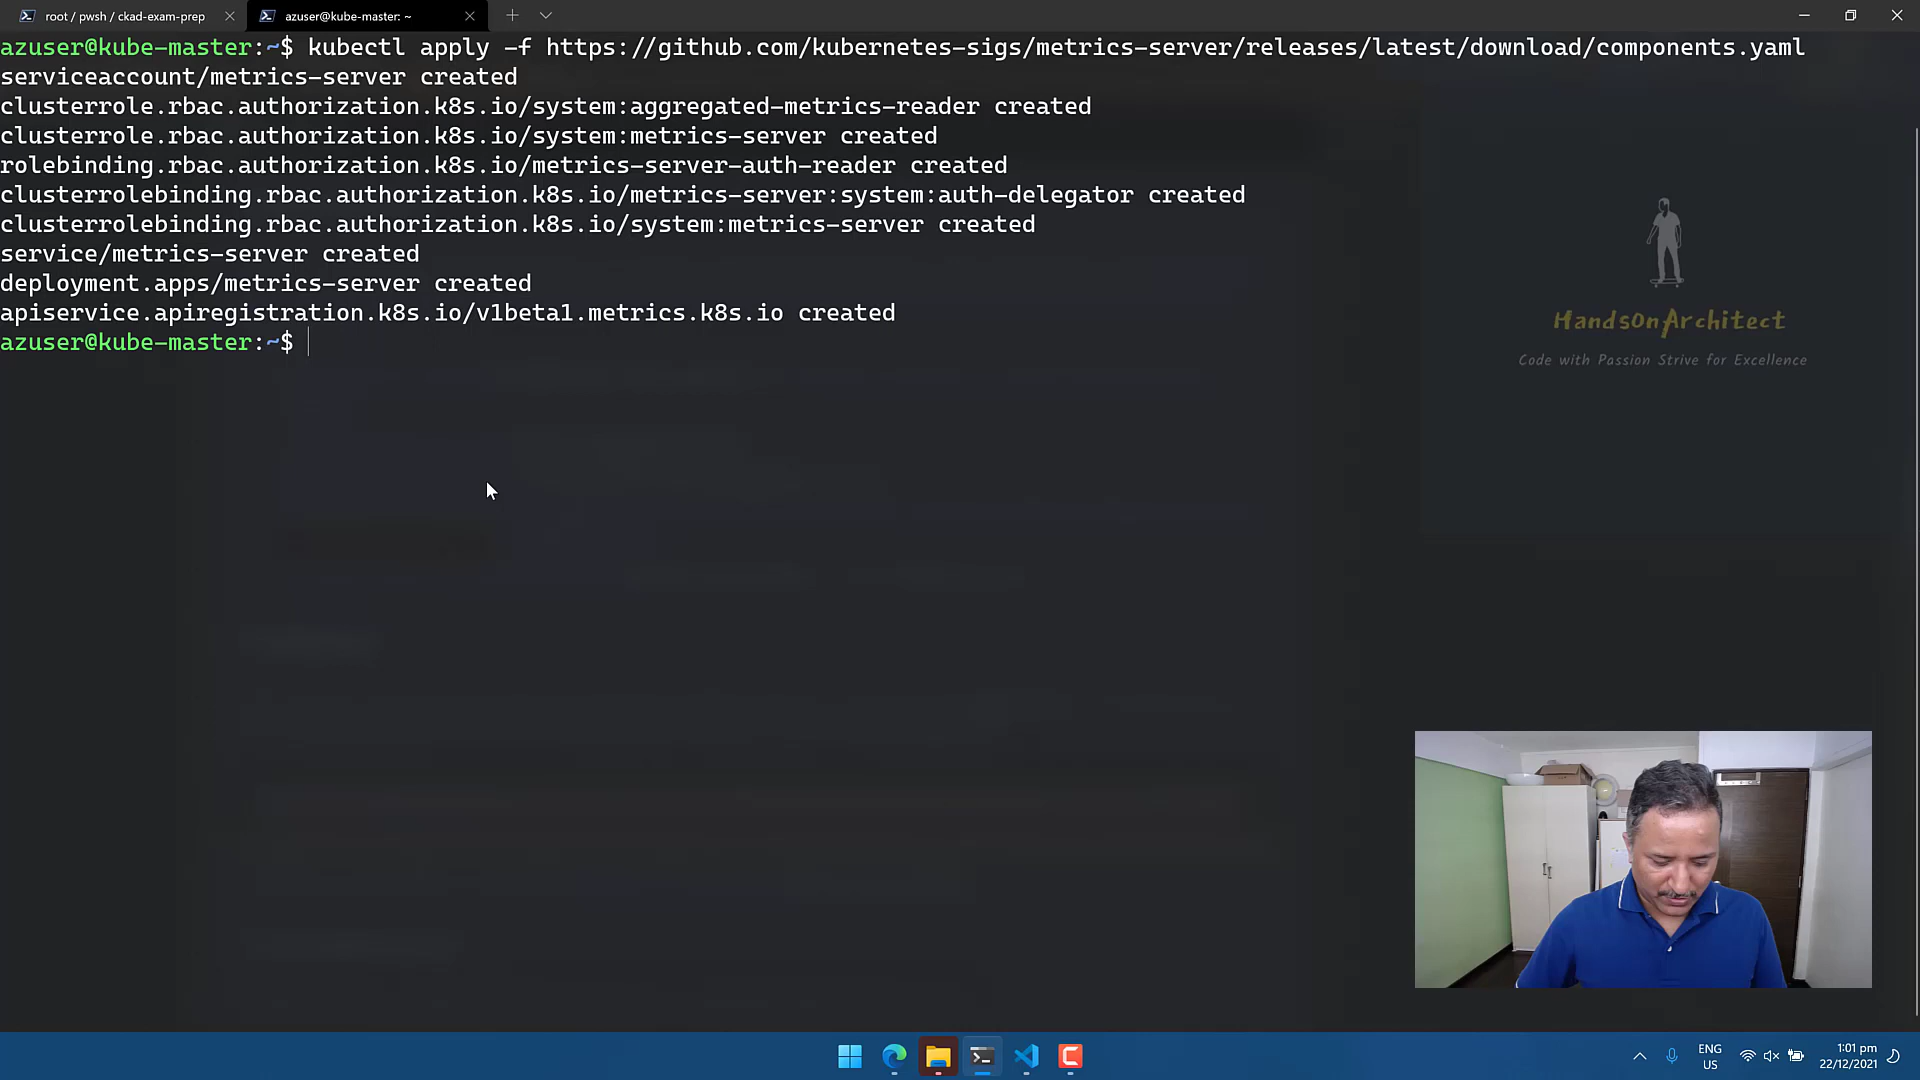 root / pwsh / ckad-exam-prep
azuser@kube-master: ~
azuser@kube-master:~$ kubectl apply -f https://github.com/kubernetes-sigs/metrics-server/releases/latest/download/components.yaml
serviceaccount/metrics-server created
clusterrole.rbac.authorization.k8s.io/system:aggregated-metrics-reader created
clusterrole.rbac.authorization.k8s.io/system:metrics-server created
rolebinding.rbac.authorization.k8s.io/metrics-server-auth-reader created
clusterrolebinding.rbac.authorization.k8s.io/metrics-server:system:auth-delegator created
clusterrolebinding.rbac.authorization.k8s.io/system:metrics-server created
service/metrics-server created
deployment.apps/metrics-server created
apiservice.apiregistration.k8s.io/v1beta1.metrics.k8s.io created
azuser@kube-master:~$
HandsOnArchitect
Code with Passion Strive for Excellence
ENG
US
1:01 pm
22/12/2021